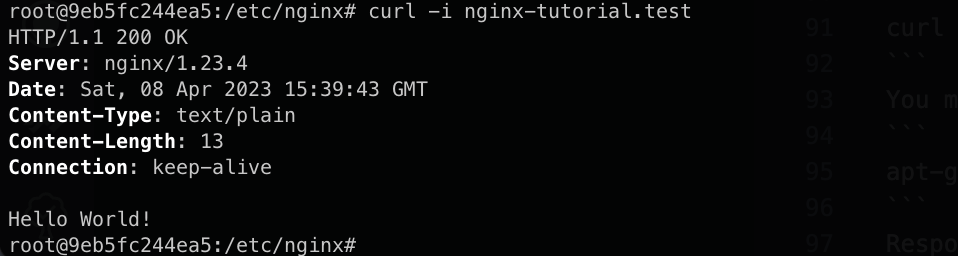 root@9eb5fc244ea5:/etc/nginx# curl -i nginx-tutorial.test
HTTP/1.1 200 OK
Server: nginx/1.23.4
Date: Sat, 08 Apr 2023 15:39:43 GMT
Content-Type: text/plain
Content-Length: 13
Connection: keep-alive

Hello World!
root@9eb5fc244ea5:/etc/nginx#
91 curl
92 ```
93 You m
94 ```
95 apt-g
96 ```
97 Respo